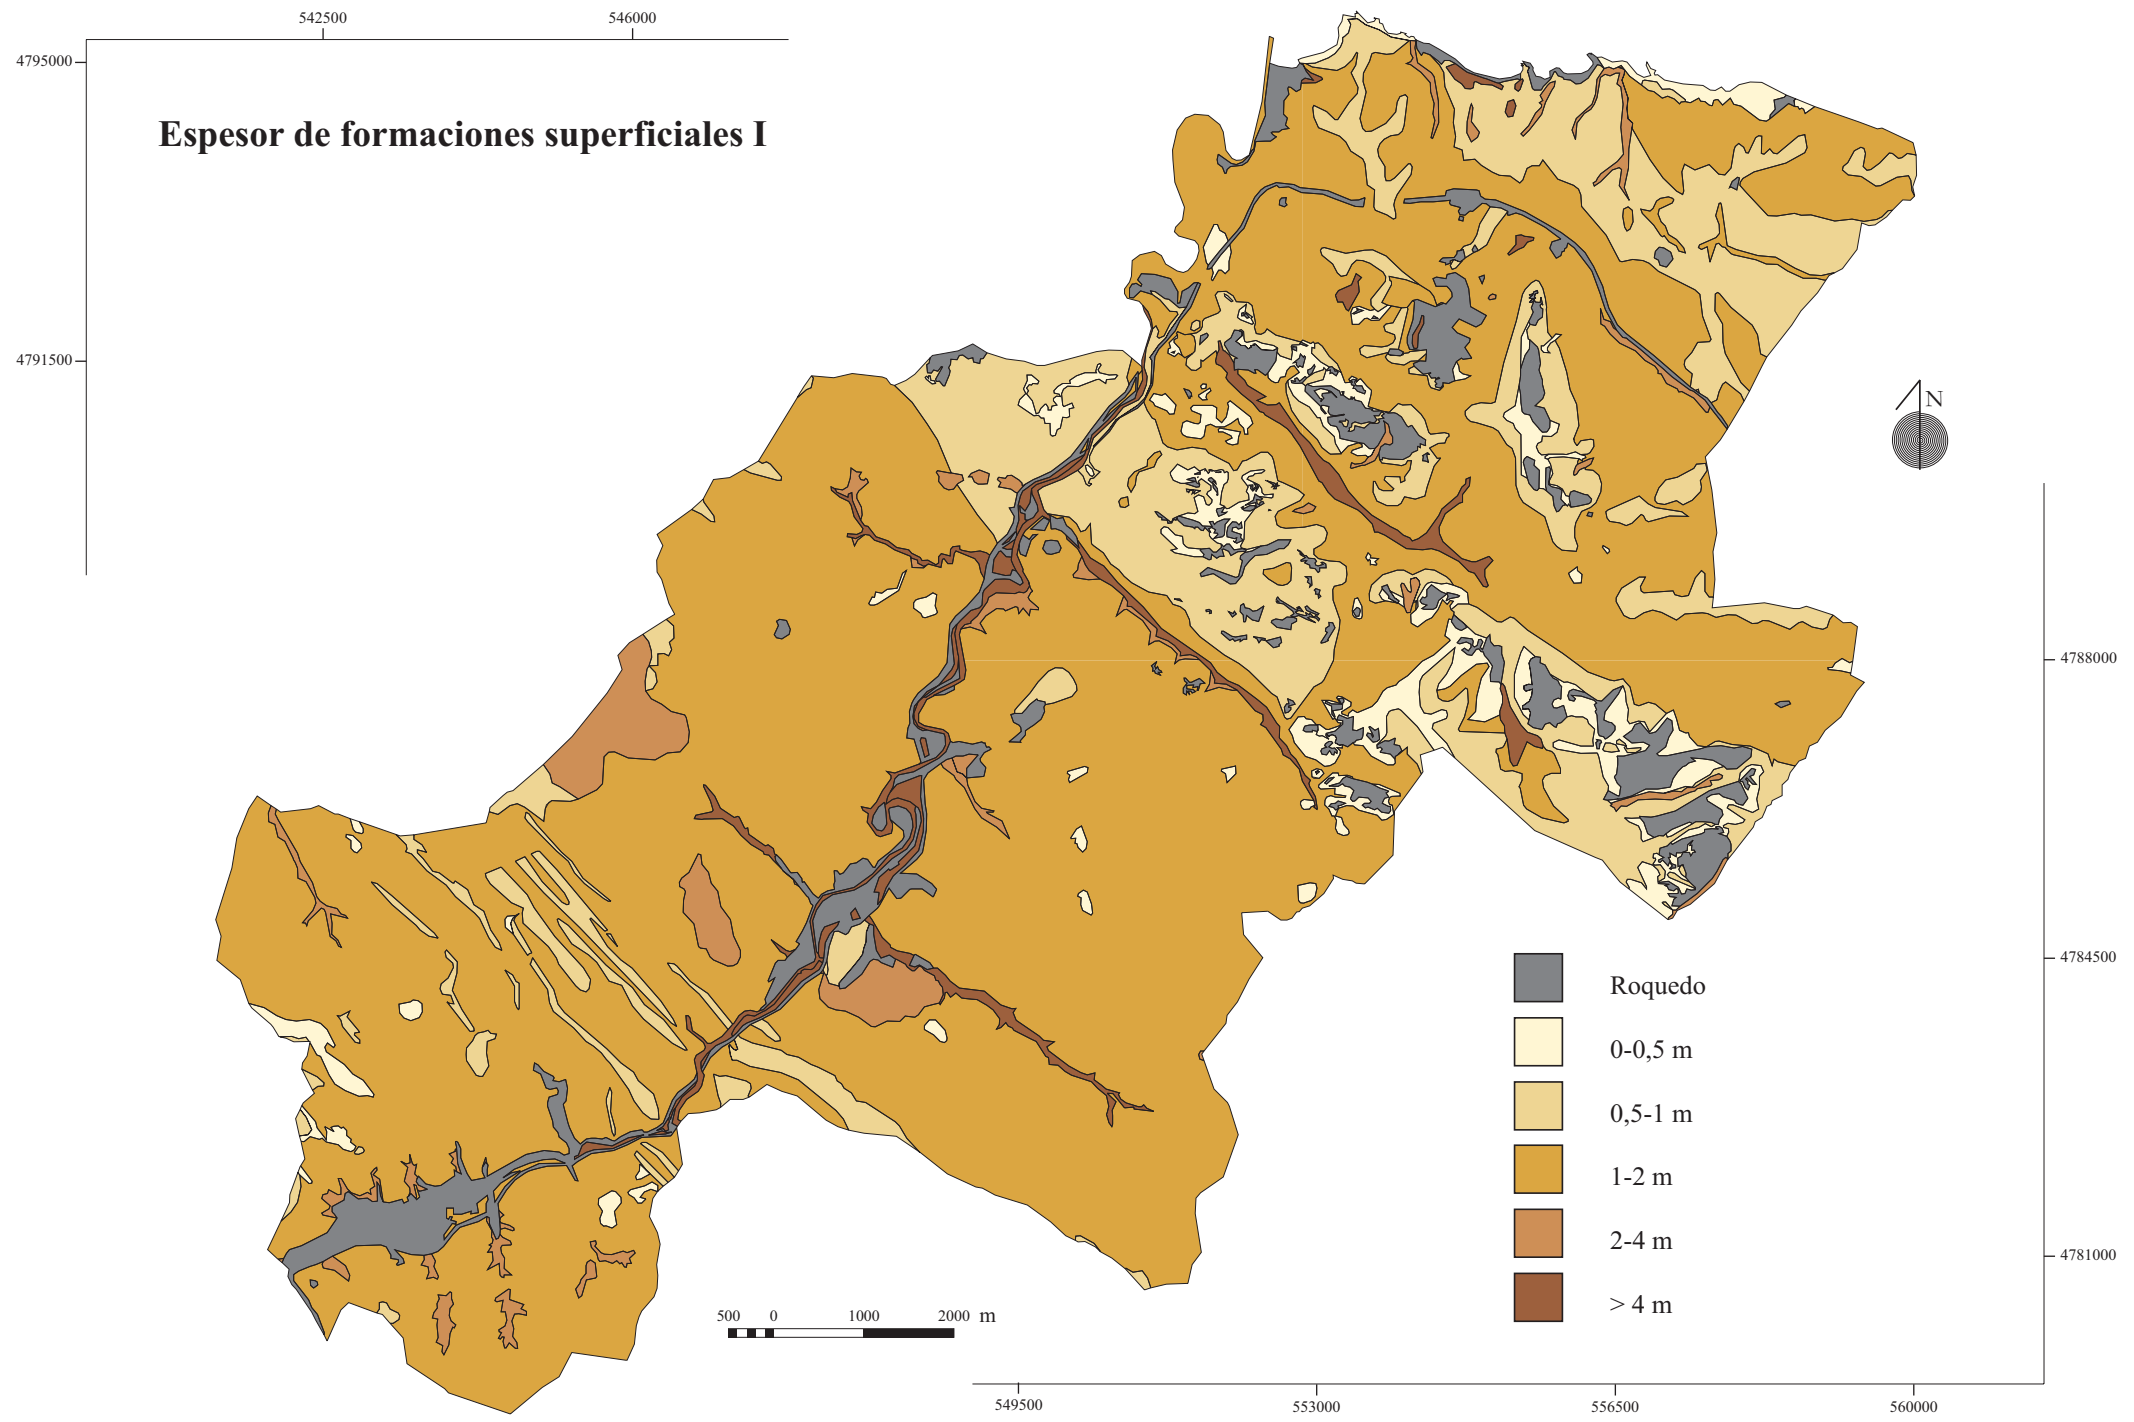 542500 546000
4795000
Espesor de formaciones superficiales I
4791500
N
4788000
4784500
Roquedo
0-0,5 m
0,5-1 m
1-2 m
2-4 m
> 4 m
4781000
500 0 1000 2000 m
549500 553000 556500 560000